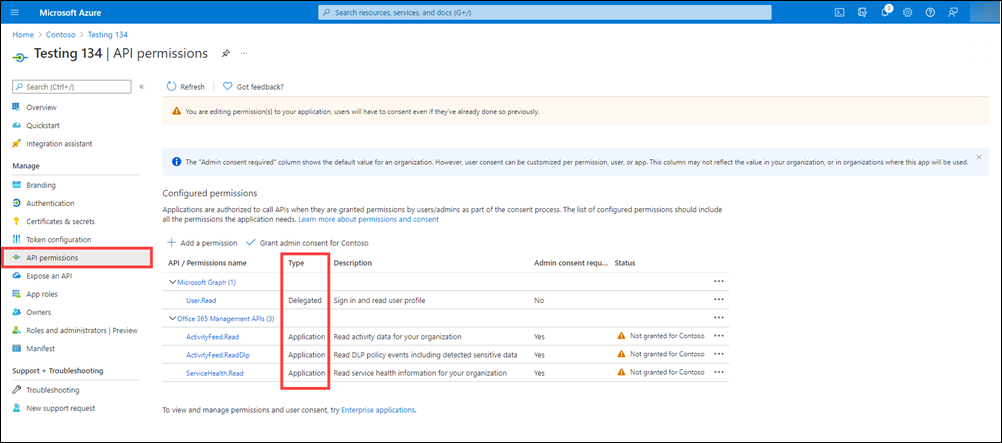 Microsoft Azure
Search resources, services, and docs (G+/)
Home > Contoso > Testing 134
Testing 134 | API permissions
Search (Ctrl+/)
Refresh
Got feedback?
Overview
Quickstart
Integration assistant
Manage
Branding
Authentication
Certificates & secrets
Token configuration
API permissions
Expose an API
App roles
Owners
Roles and administrators | Preview
Manifest
Support + Troubleshooting
Troubleshooting
New support request
You are editing permission(s) to your application, users will have to consent even if they've already done so previously.
The "Admin consent required" column shows the default value for an organization. However, user consent can be customized per permission, user, or app. This column may not reflect the value in your organization, or in organizations where this app will be used.
Configured permissions
Applications are authorized to call APIs when they are granted permissions by users/admins as part of the consent process. The list of configured permissions should include
all the permissions the application needs. Learn more about permissions and consent
Add a permission
Grant admin consent for Contoso
API / Permissions name Type Description Admin consent requ... Status
Microsoft Graph (1)
User.Read Delegated Sign in and read user profile No
Office 365 Management APIs (3)
ActivityFeed.Read Application Read activity data for your organization Yes Not granted for Contoso
ActivityFeed.ReadDlp Application Read DLP policy events including detected sensitive data Yes Not granted for Contoso
ServiceHealth.Read Application Read service health information for your organization Yes Not granted for Contoso
To view and manage permissions and user consent, try Enterprise applications.